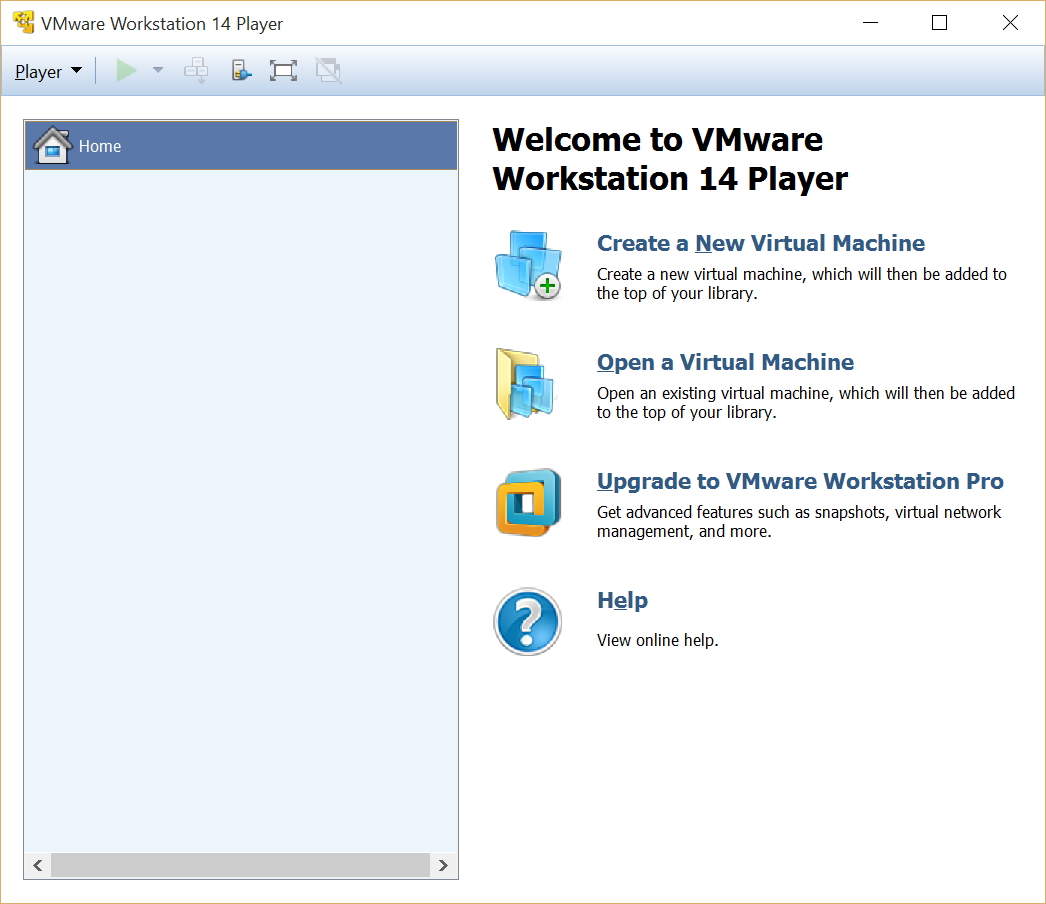 VMware Workstation 14 Player
Player
Home
Welcome to VMware
Workstation 14 Player
Create a New Virtual Machine
Create a new virtual machine, which will then be added to
the top of your library.
Open a Virtual Machine
Open an existing virtual machine, which will then be added
to the top of your library.
Upgrade to VMware Workstation Pro
Get advanced features such as snapshots, virtual network
management, and more.
Help
View online help.